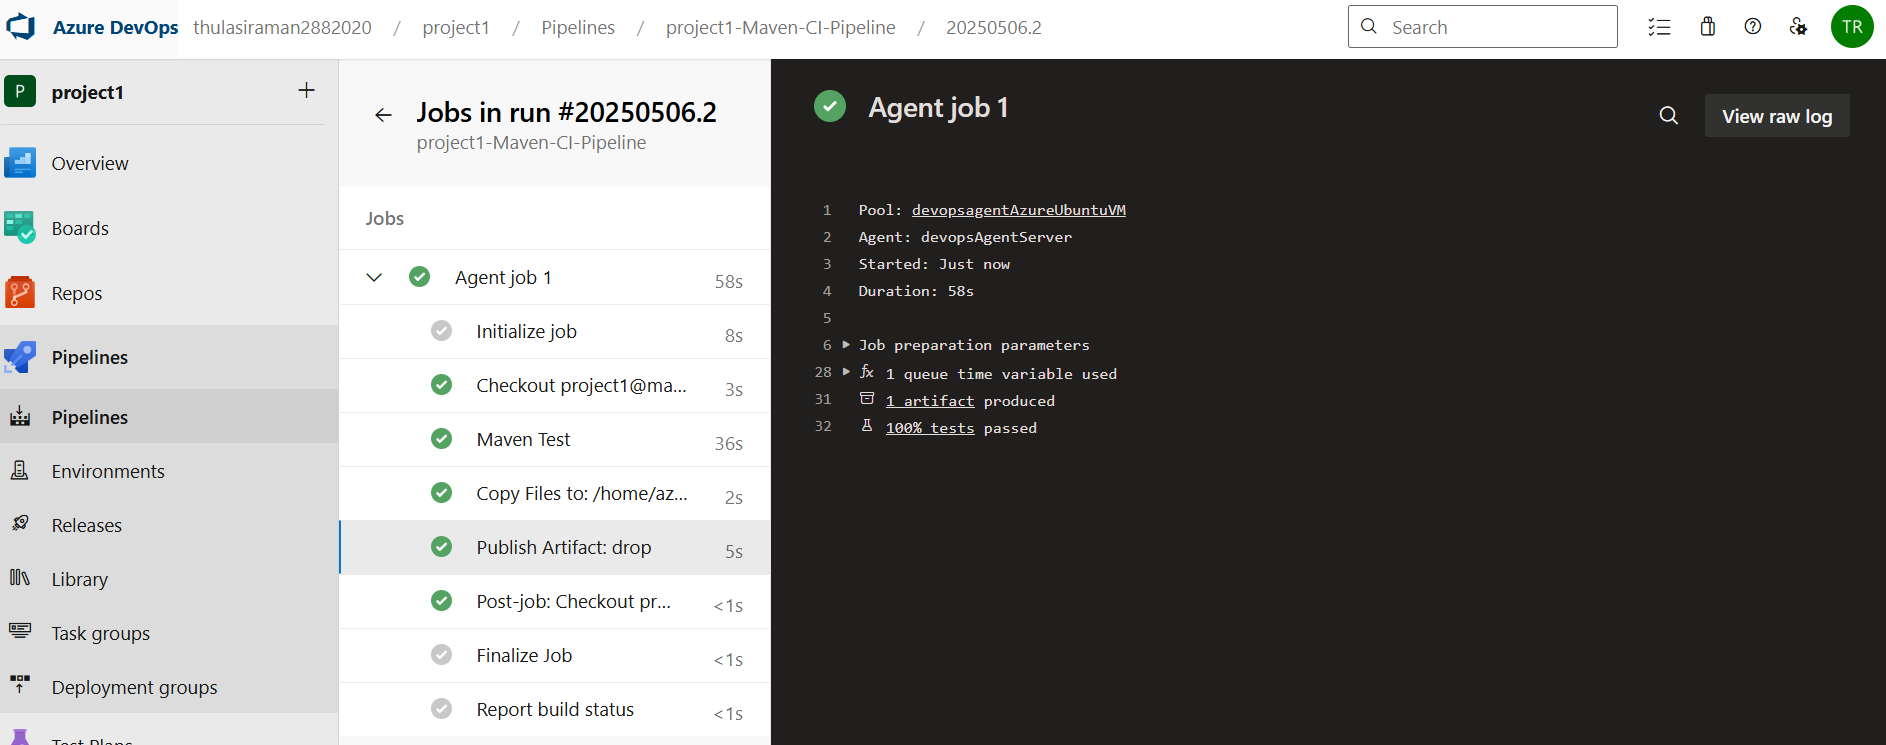 Azure DevOps thulasiraman2882020 / project1 / Pipelines / project1-Maven-CI-Pipeline / 20250506.2
Search
TR
P project1 +
Overview
Boards
Repos
Pipelines
Pipelines
Environments
Releases
Library
Task groups
Deployment groups
Test Plans
Jobs in run #20250506.2
project1-Maven-CI-Pipeline
Jobs
Agent job 1 58s
Initialize job 8s
Checkout project1@ma... 3s
Maven Test 36s
Copy Files to: /home/az... 2s
Publish Artifact: drop 5s
Post-job: Checkout pr... <1s
Finalize Job <1s
Report build status <1s
Agent job 1
View raw log
1 Pool: devopsagentAzureUbuntuVM
2 Agent: devopsAgentServer
3 Started: Just now
4 Duration: 58s
5
6 Job preparation parameters
28 fx 1 queue time variable used
31 1 artifact produced
32 100% tests passed